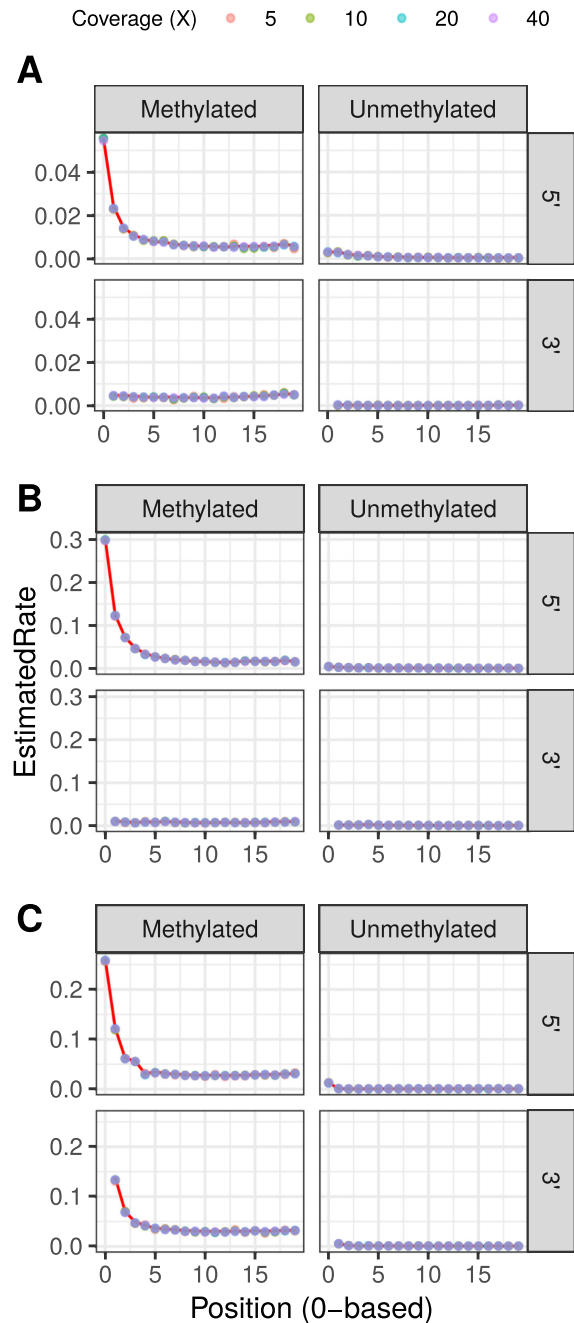 Coverage (X) 5 10 20 40
A
Methylated Unmethylated
0.04
0.02
0.00
5'
0.04
0.02
0.00
3'
0 5 10 15 0 5 10 15
B
Methylated Unmethylated
0.3
0.2
0.1
0.0
5'
0.3
0.2
0.1
0.0
3'
0 5 10 15 0 5 10 15
EstimatedRate
C
Methylated Unmethylated
0.2
0.1
0.0
5'
0.2
0.1
0.0
3'
0 5 10 15 0 5 10 15
Position (0−based)